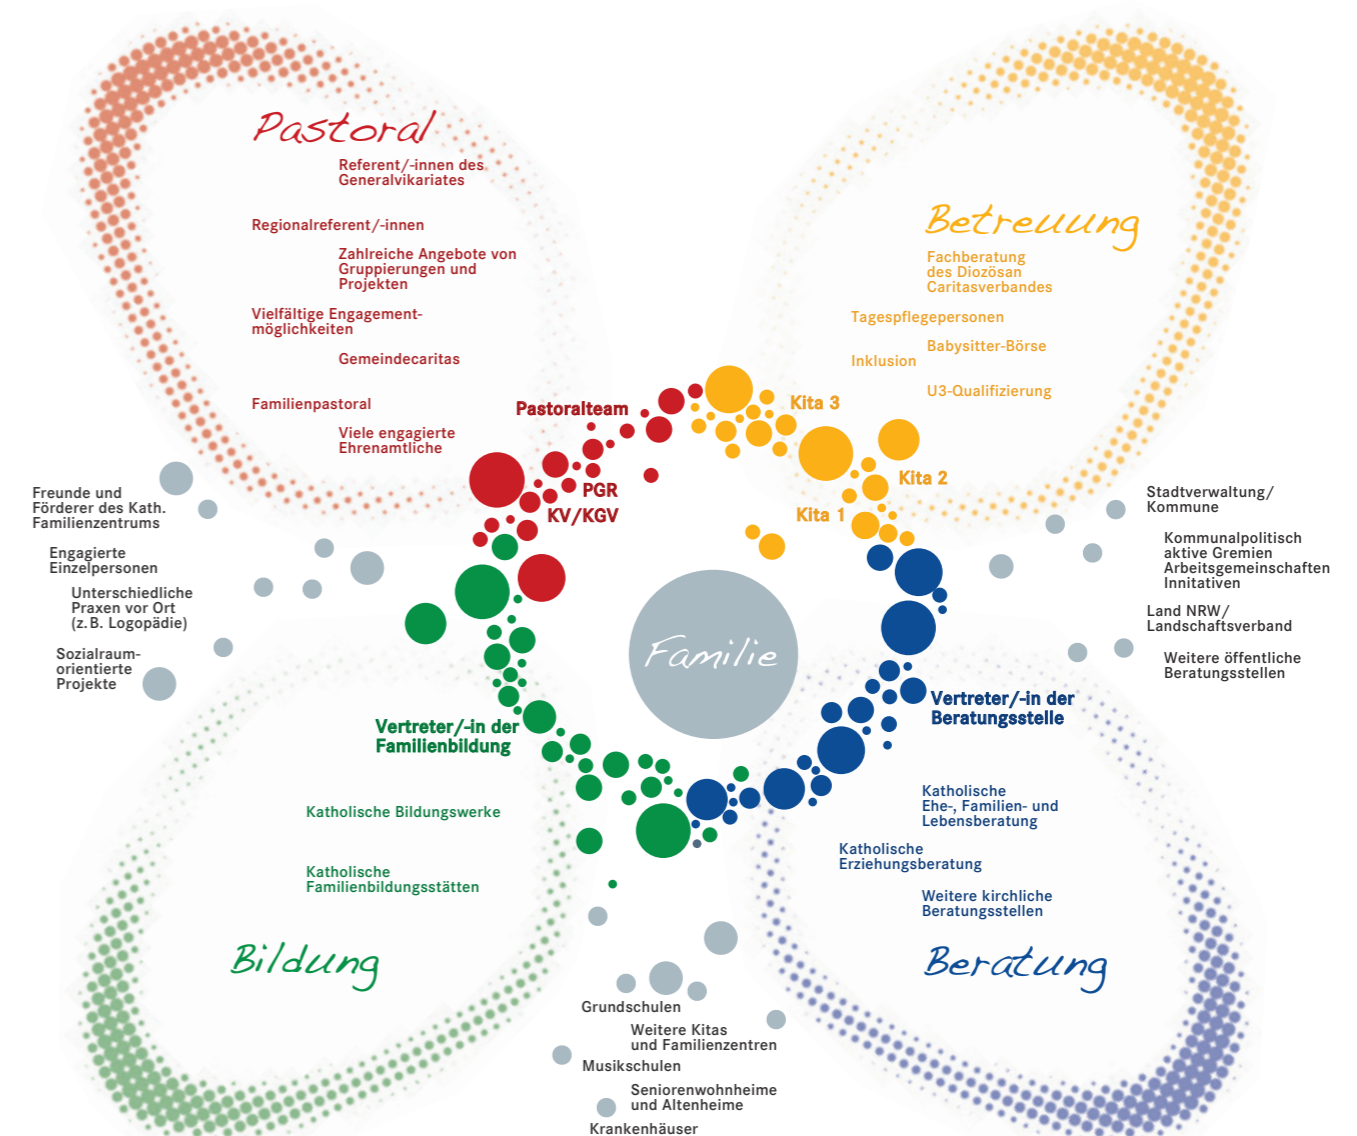 Pastoral
Referent/-innen des
Generalvikariates
Regionalreferent/-innen
Zahlreiche Angebote von
Gruppierungen und
Projekten
Vielfältige Engagement-
möglichkeiten
Gemeindecaritas
Familienpastoral
Viele engagierte
Ehrenamtliche
Betreuung
Fachberatung
des Diozösan
Caritasverbandes
Tagespflegepersonen
Babysitter-Börse
Inklusion
U3-Qualifizierung
Pastoralteam
PGR
KV/KGV
Kita 3
Kita 2
Kita 1
Freunde und
Förderer des Kath.
Familienzentrums
Engagierte
Einzelpersonen
Unterschiedliche
Praxen vor Ort
(z. B. Logopädie)
Sozialraum-
orientierte
Projekte
Stadtverwaltung/
Kommune
Kommunalpolitisch
aktive Gremien
Arbeitsgemeinschaften
Innitativen
Land NRW/
Landschaftsverband
Weitere öffentliche
Beratungsstellen
Familie
Vertreter/-in der
Familienbildung
Vertreter/-in der
Beratungsstelle
Katholische Bildungswerke
Katholische
Familienbildungsstätten
Bildung
Katholische
Ehe-, Familien- und
Lebensberatung
Katholische
Erziehungsberatung
Weitere kirchliche
Beratungsstellen
Beratung
Grundschulen
Weitere Kitas
und Familienzentren
Musikschulen
Seniorenwohnheime
und Altenheime
Krankenhäuser